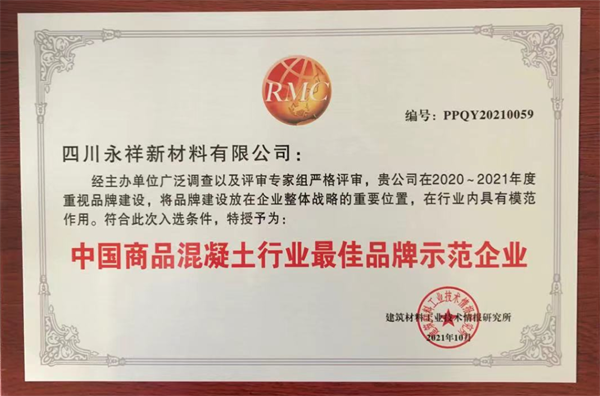 RMC
编号：PPQY20210059
四川永祥新材料有限公司：
经主办单位广泛调查以及评审专家组严格评审，贵公司在2020～2021年度
重视品牌建设，将品牌建设放在企业整体战略的重要位置，在行业内具有模范
作用。符合此次入选条件，特授予为：
中国商品混凝土行业最佳品牌示范企业
建筑材料工业技术情报研究所
2021年10月